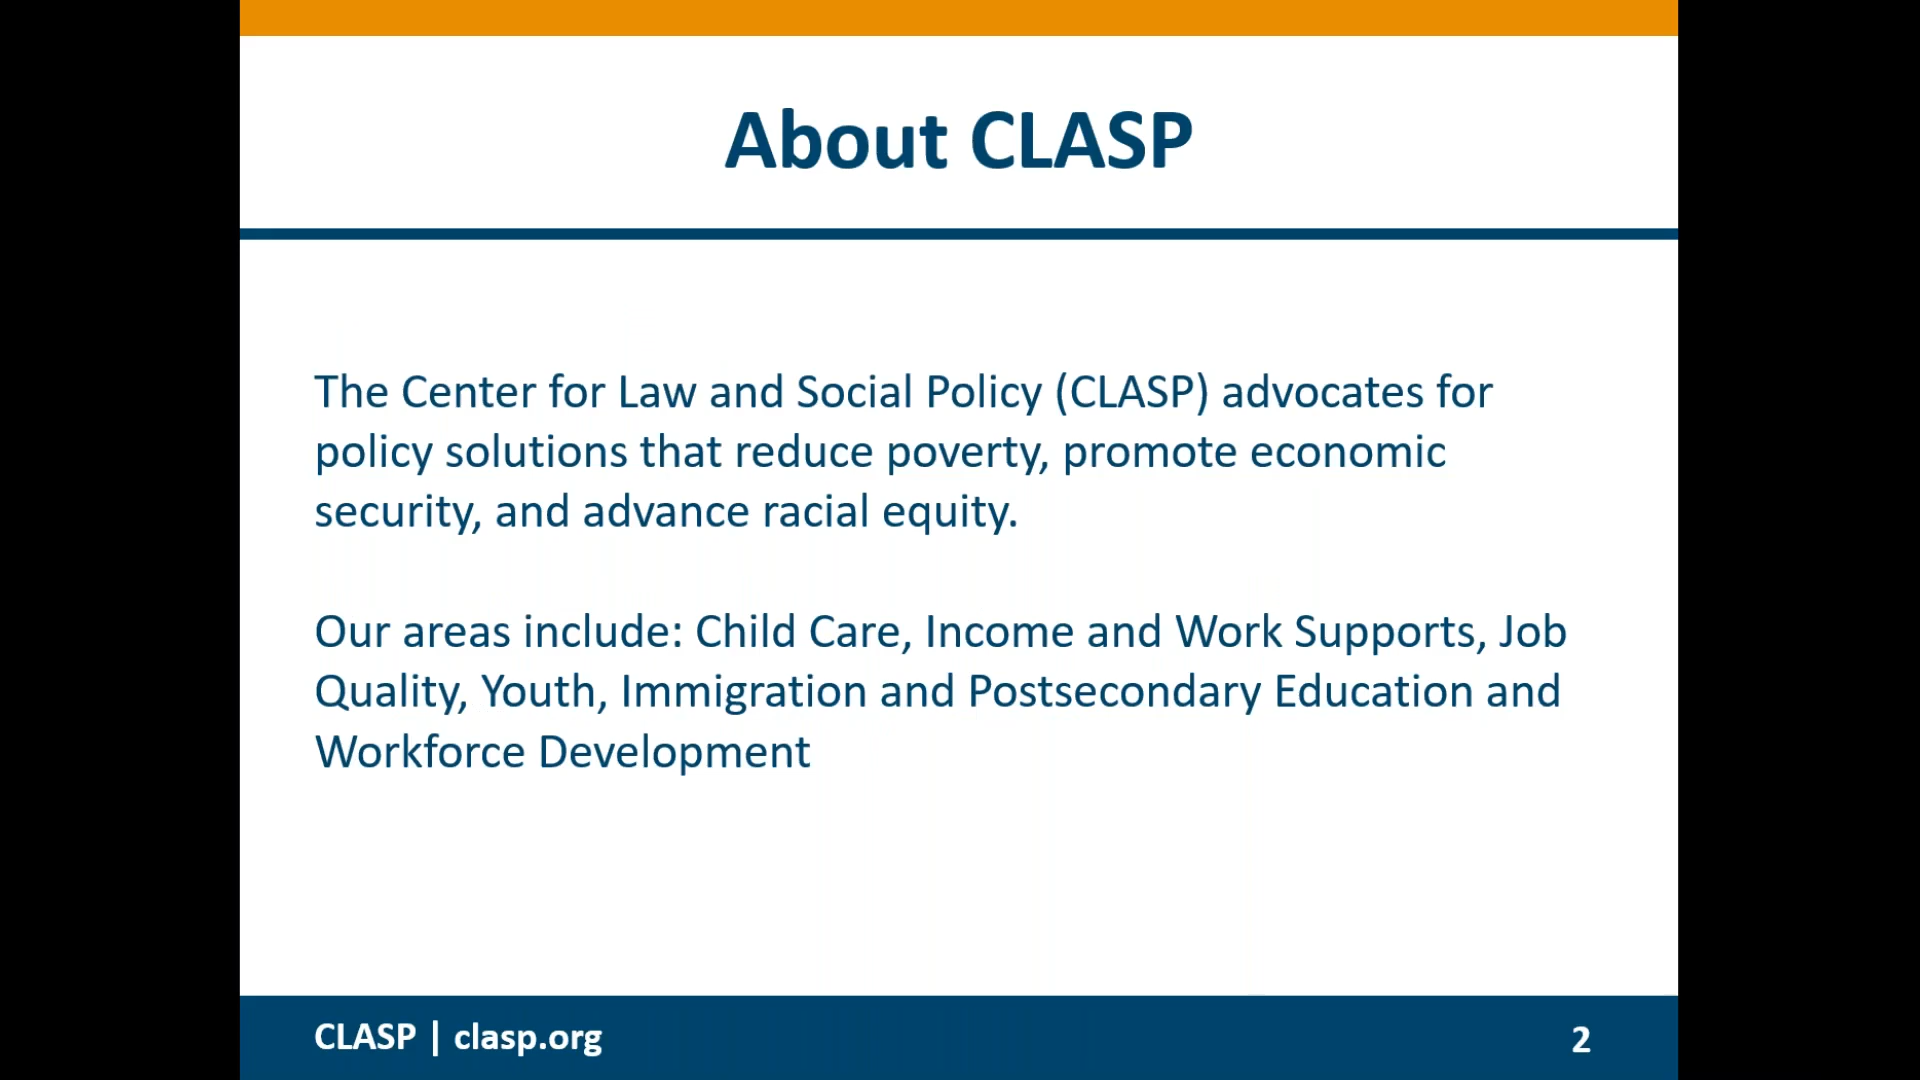 About CLASP
The Center for Law and Social Policy (CLASP) advocates for
policy solutions that reduce poverty, promote economic
security, and advance racial equity.
Our areas include: Child Care, Income and Work Supports, Job
Quality, Youth, Immigration and Postsecondary Education and
Workforce Development
CLASP | clasp.org
2